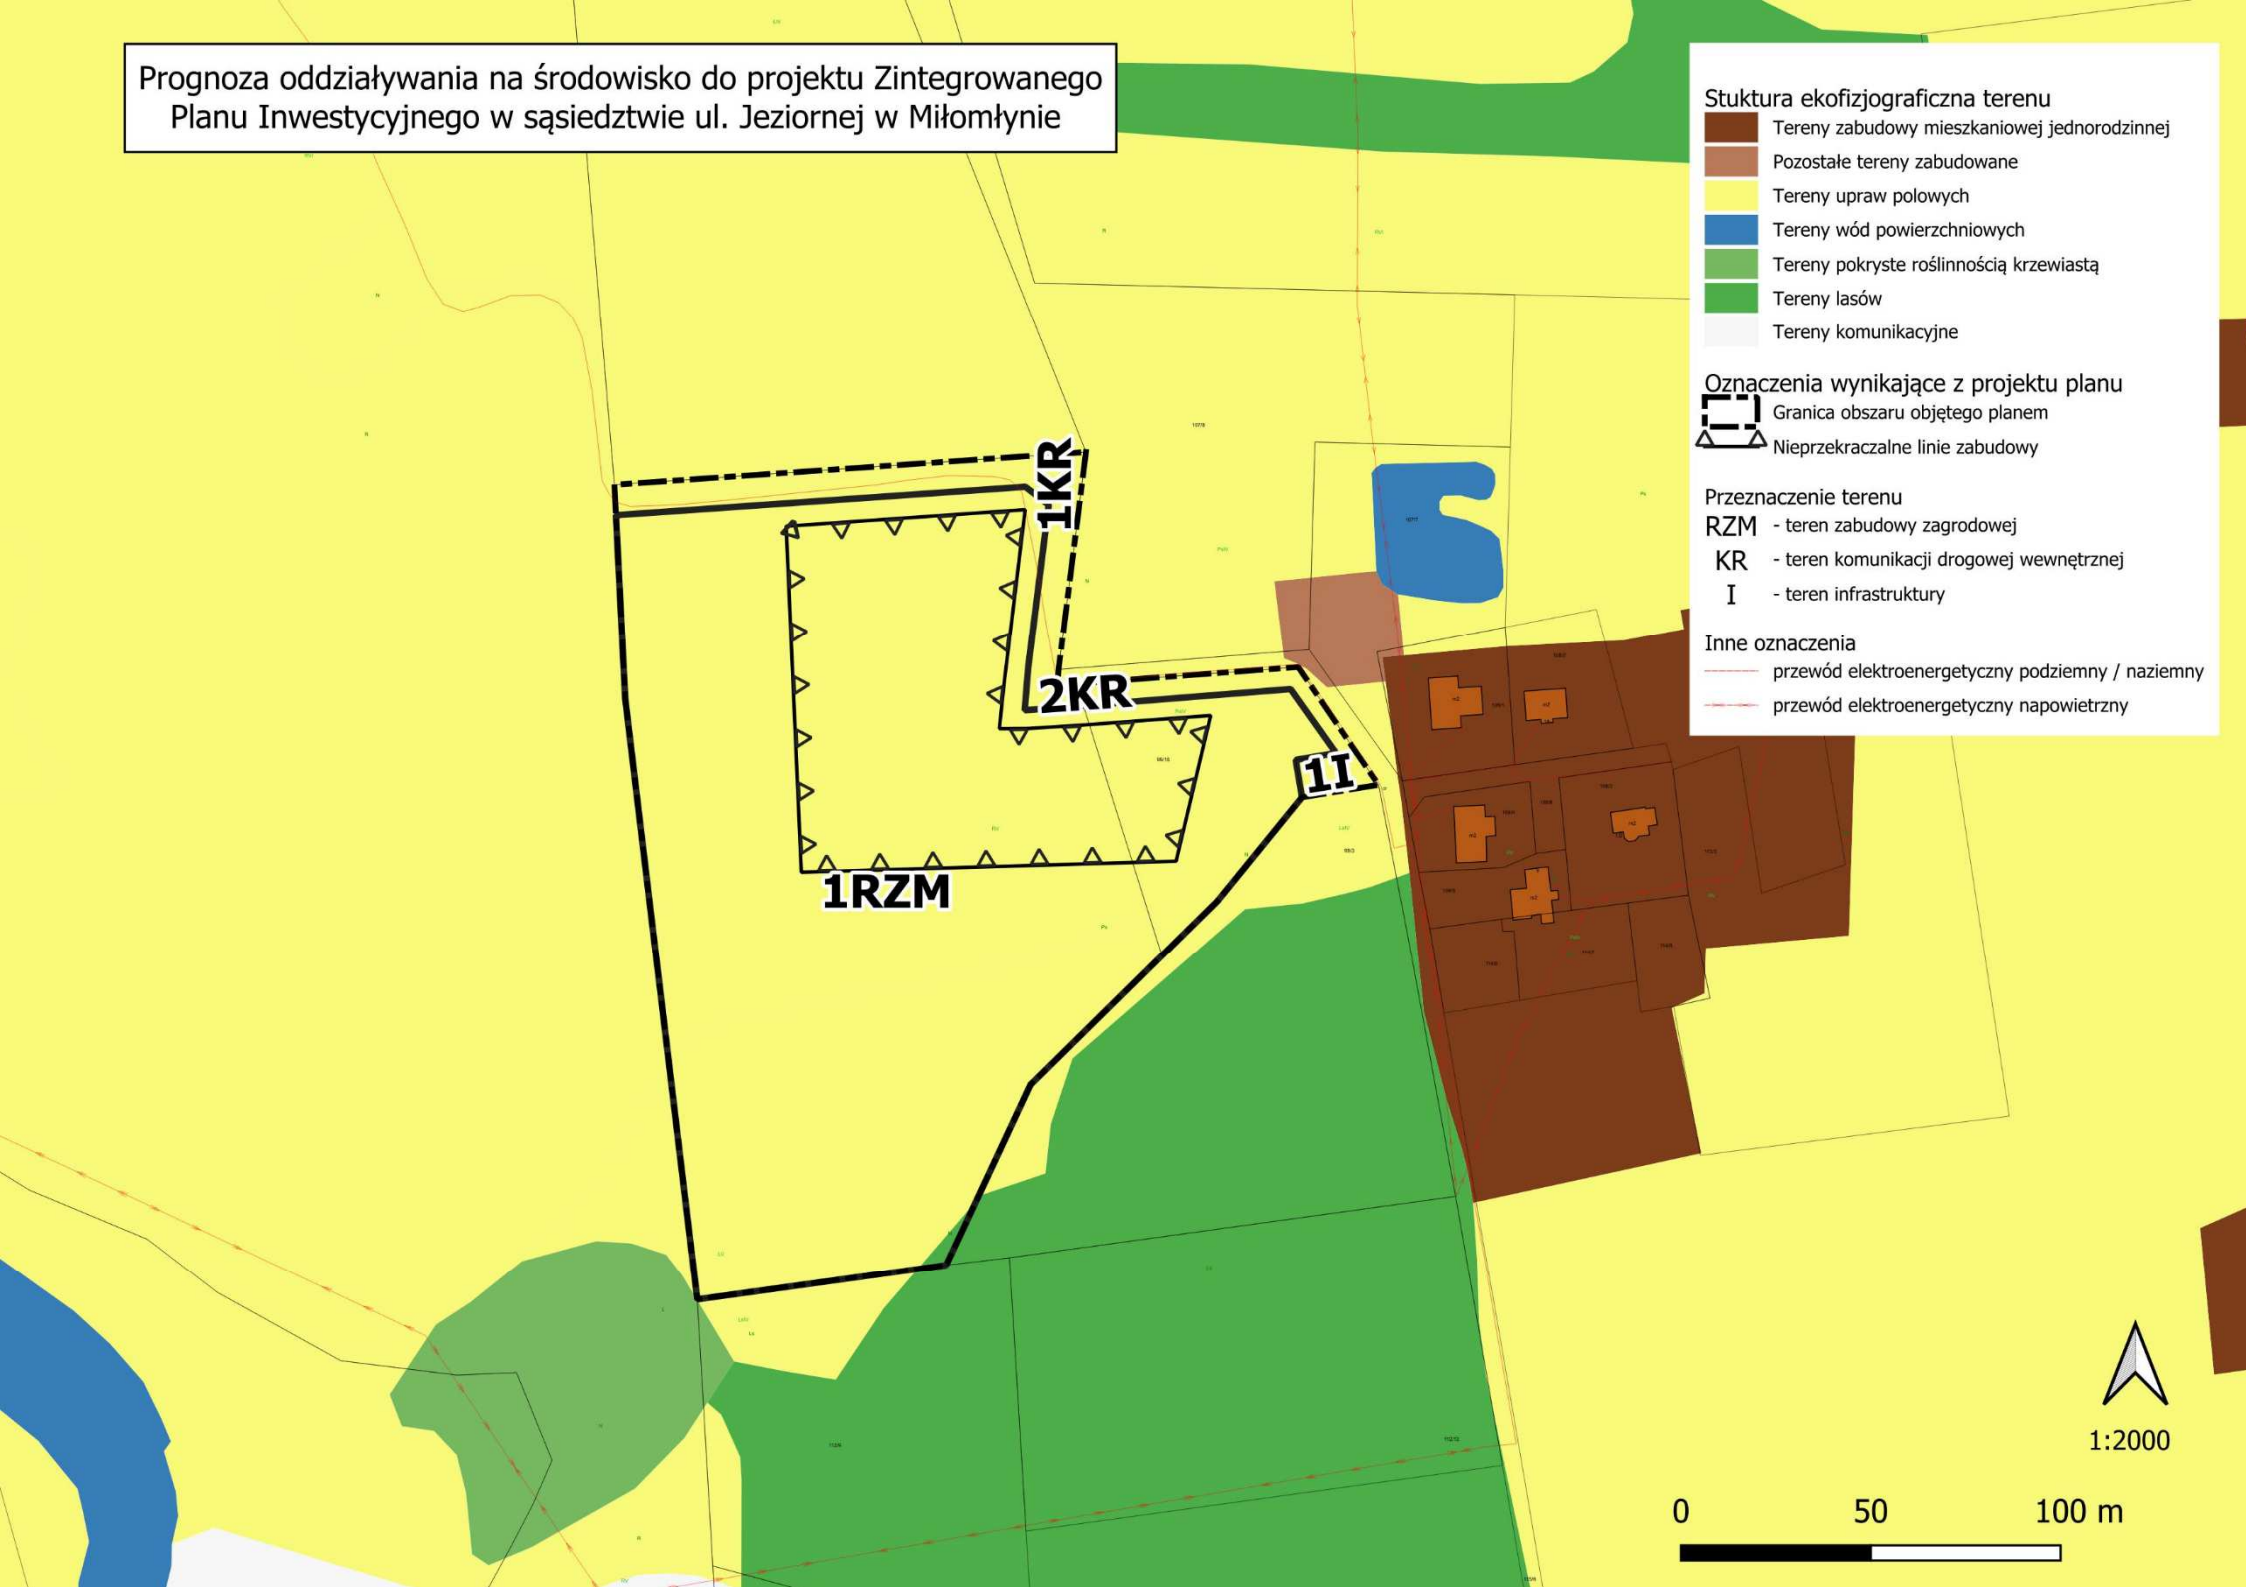 Prognoza oddziaływania na środowisko do projektu Zintegrowanego
Planu Inwestycyjnego w sąsiedztwie ul. Jeziornej w Miłomłynie
Stuktura ekofizjograficzna terenu
Tereny zabudowy mieszkaniowej jednorodzinnej
Pozostałe tereny zabudowane
Tereny upraw polowych
Tereny wód powierzchniowych
Tereny pokryste roślinnością krzewiastą
Tereny lasów
Tereny komunikacyjne
Oznaczenia wynikające z projektu planu
Granica obszaru objętego planem
Nieprzekraczalne linie zabudowy
Przeznaczenie terenu
RZM - teren zabudowy zagrodowej
KR - teren komunikacji drogowej wewnętrznej
I - teren infrastruktury
Inne oznaczenia
przewód elektroenergetyczny podziemny / naziemny
przewód elektroenergetyczny napowietrzny
1KR
2KR
1I
1RZM
1:2000
0 50 100 m